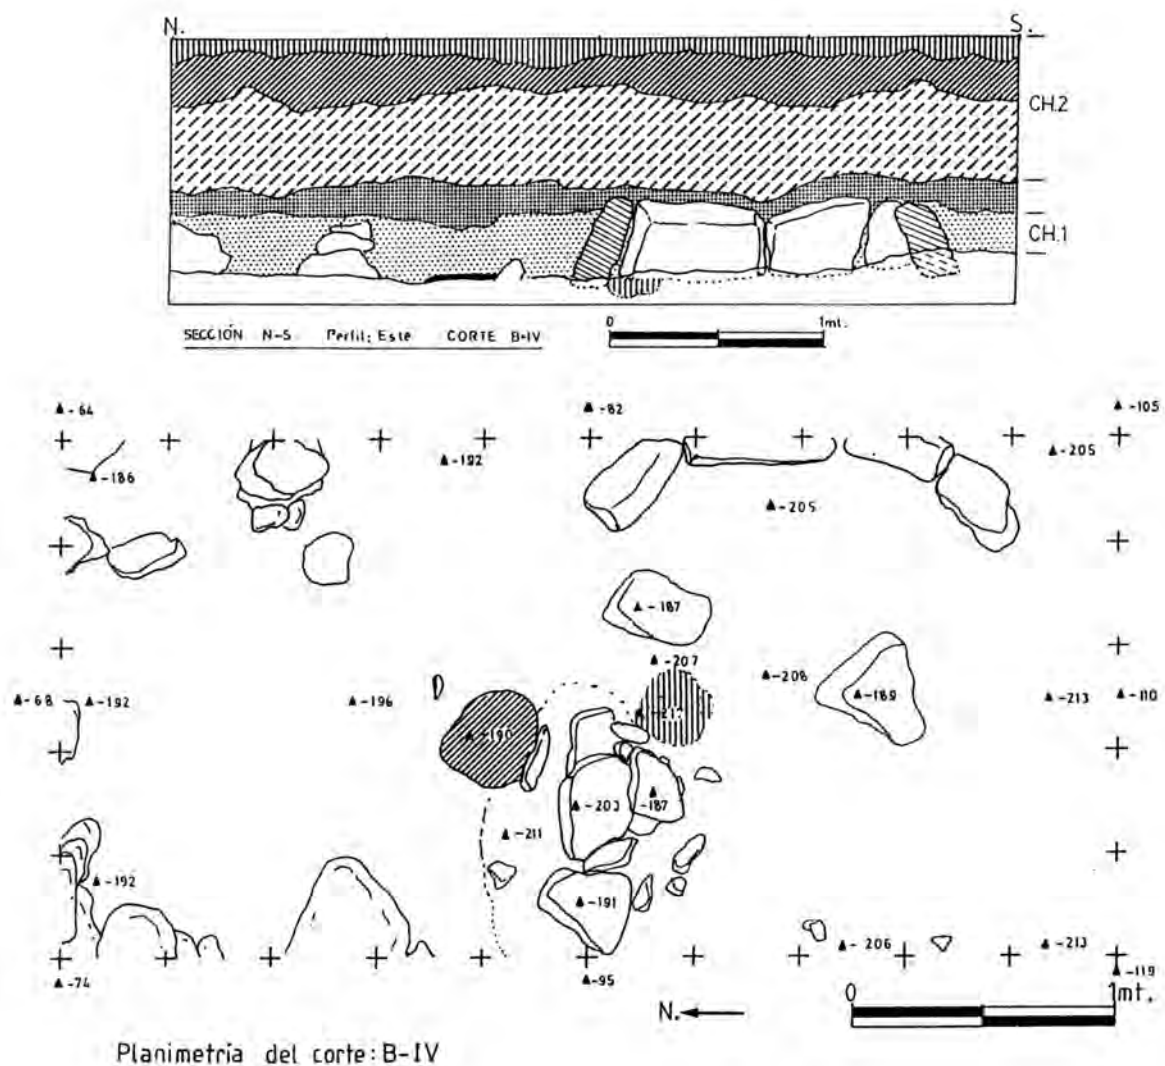 N. S.
CH.2
CH.1
SECCIÓN N-S. Perfil: Este CORTE B-IV
0 1mt.
▲-64 ▲-82 ▲-105
▲-186 ▲-192 ▲-205
▲-205
▲-187
▲-207
▲-208
▲-68 ▲-192 ▲-196 D ▲-189 ▲-213 ▲-110
▲-190
▲-203 ▲-187
▲-211
▲-192
▲-191
▲-206 ▲-213
▲-74 ▲-95 ▲-119
N.
0 1mt.
Planimetría del corte: B-IV